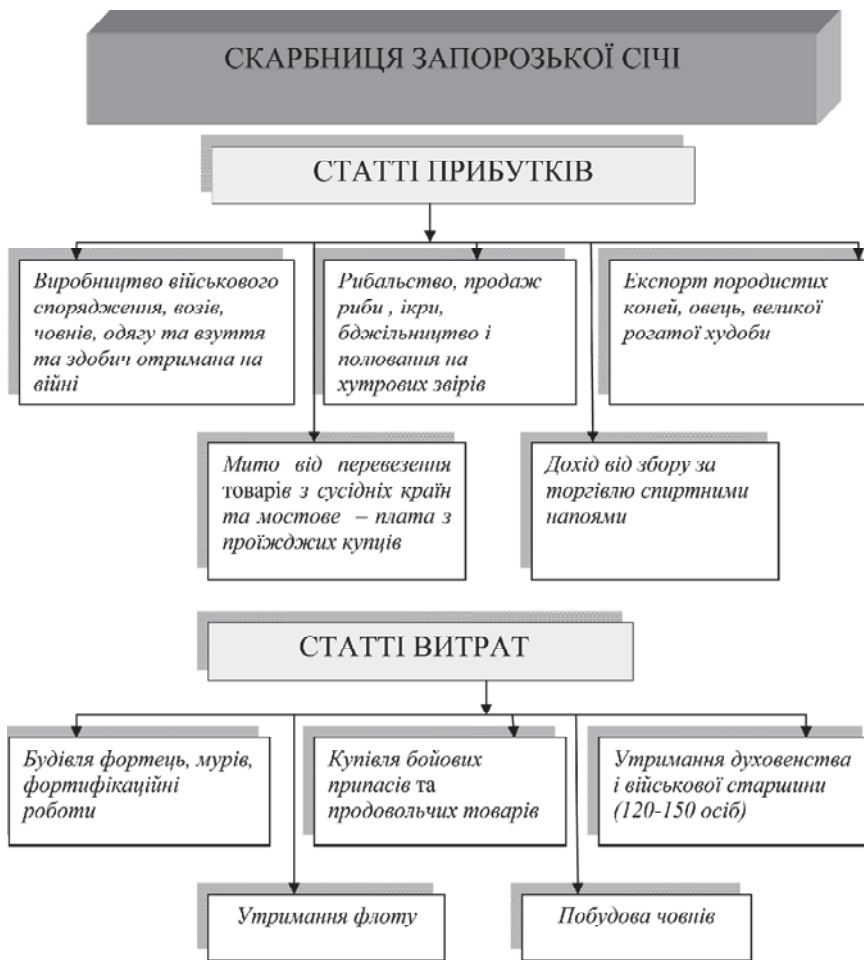 СКАРБНИЦЯ ЗАПОРОЗЬКОЇ СІЧІ
СТАТТІ ПРИБУТКІВ
Виробництво військового
спорядження, возів,
човнів, одягу та взуття
та здобич отримана на
війні
Рибальство, продаж
риби , ікри,
бджільництво і
полювання на
хутрових звірів
Експорт породистих
коней, овець, великої
рогатої худоби
Мито від перевезення
товарів з сусідніх країн
та мостове – плата з
проїжджих купців
Дохід від збору за
торгівлю спиртними
напоями
СТАТТІ ВИТРАТ
Будівля фортець, мурів,
фортифікаційні
роботи
Купівля бойових
припасів та
продовольчих товарів
Утримання духовенства
і військової старшини
(120-150 осіб)
Утримання флоту
Побудова човнів